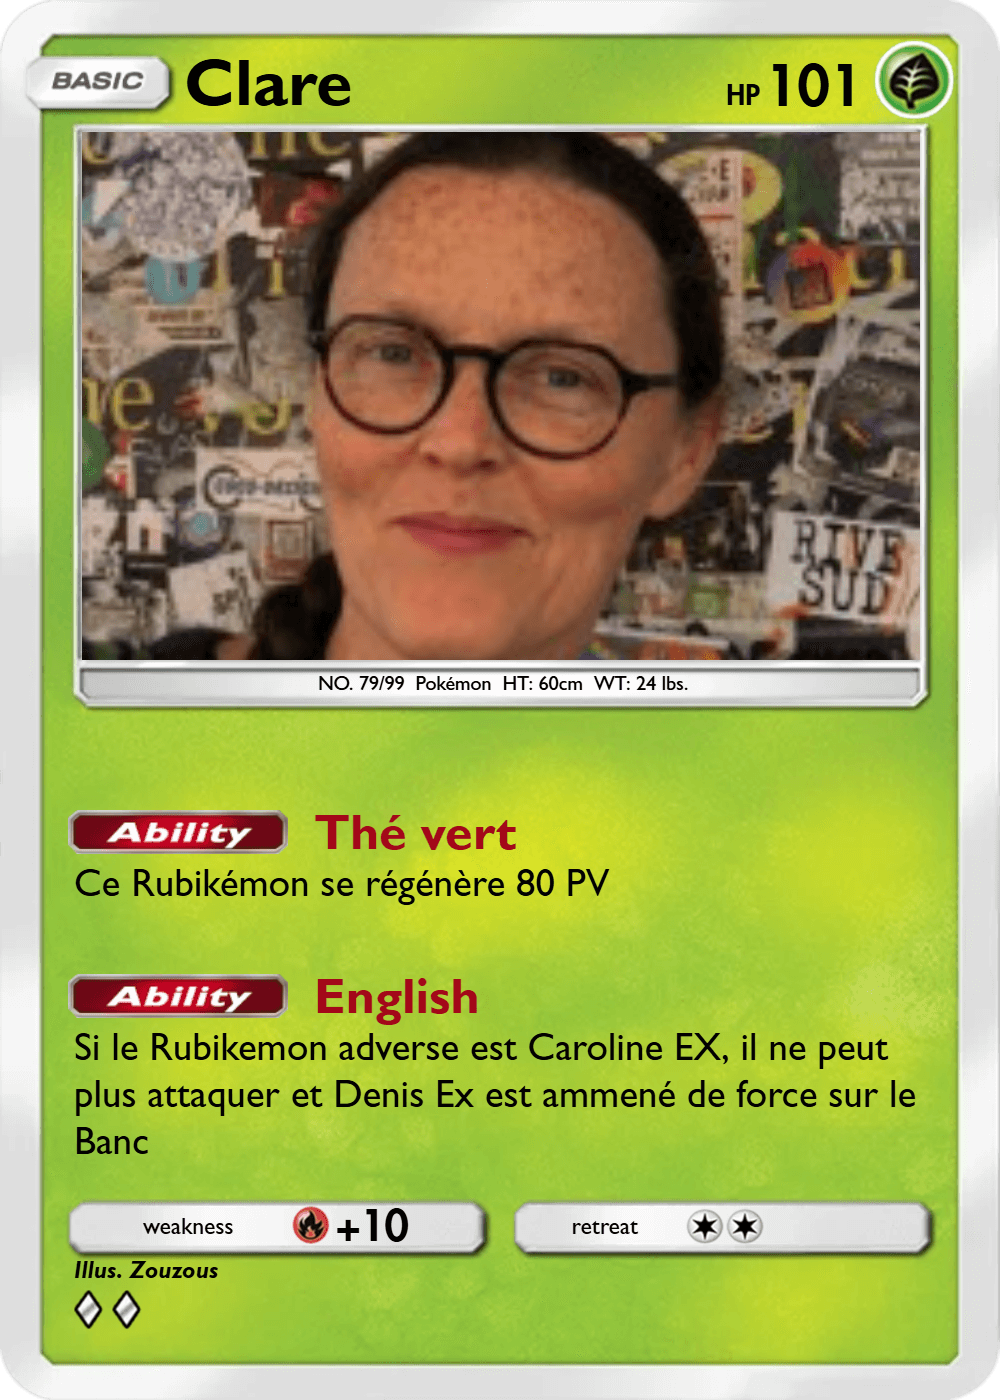 BASIC Clare HP 101
RIVE
SUD
NO. 79/99 Pokémon HT: 60cm WT: 24 lbs.
Ability Thé vert
Ce Rubikémon se régénère 80 PV
Ability English
Si le Rubikemon adverse est Caroline EX, il ne peut
plus attaquer et Denis Ex est ammené de force sur le
Banc
weakness +10 retreat
Illus. Zouzous